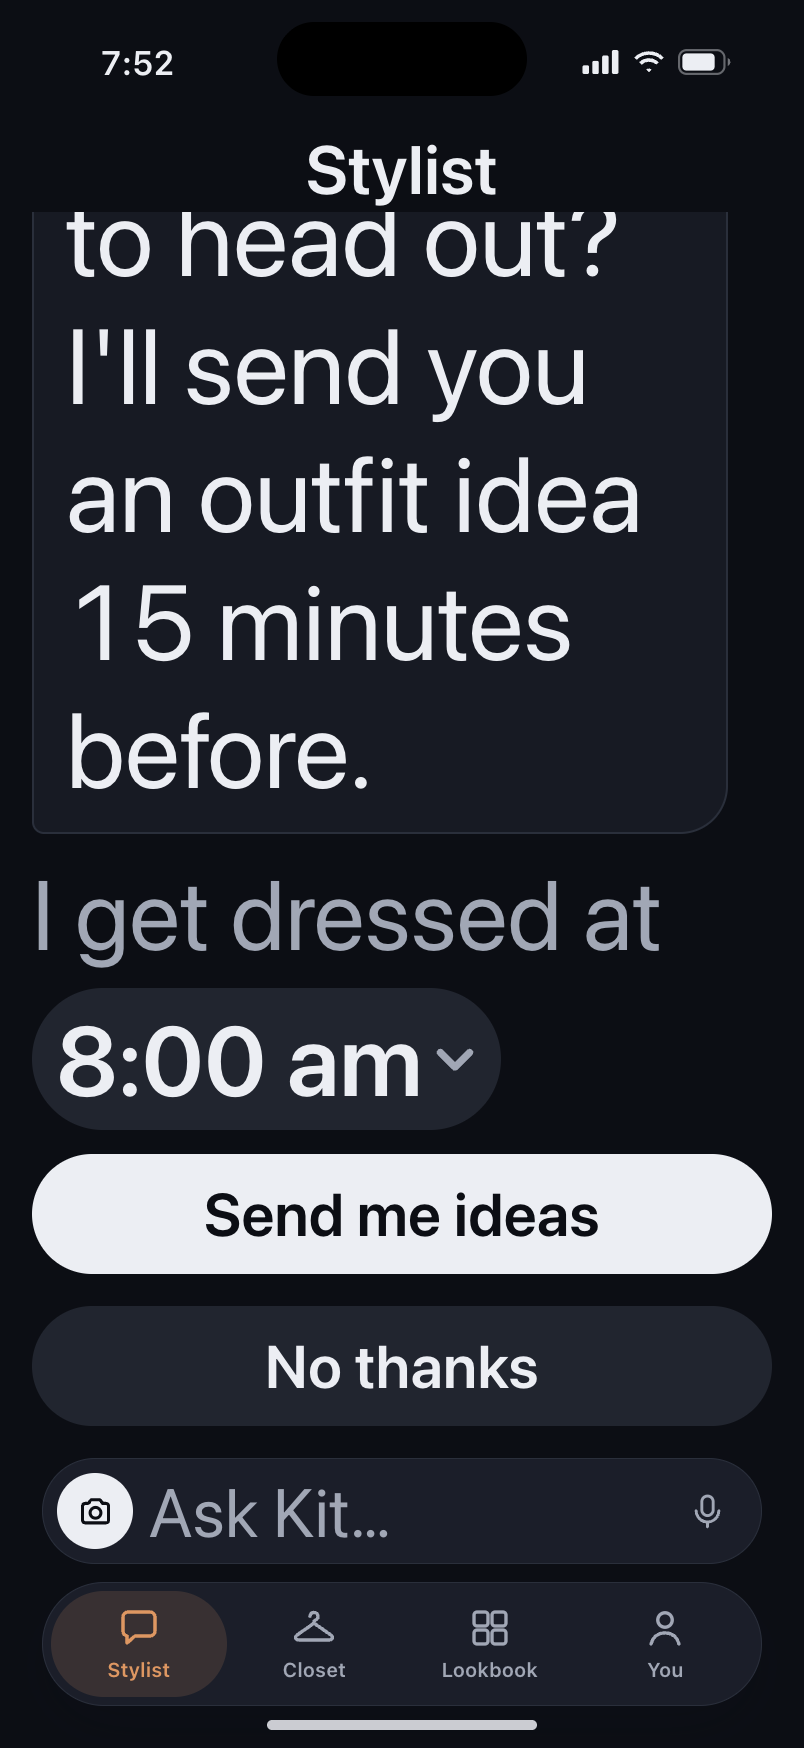 7:52
Stylist
to head out?
I'll send you
an outfit idea
15 minutes
before.
I get dressed at
8:00 am
Send me ideas
No thanks
Ask Kit...
Stylist
Closet
Lookbook
You